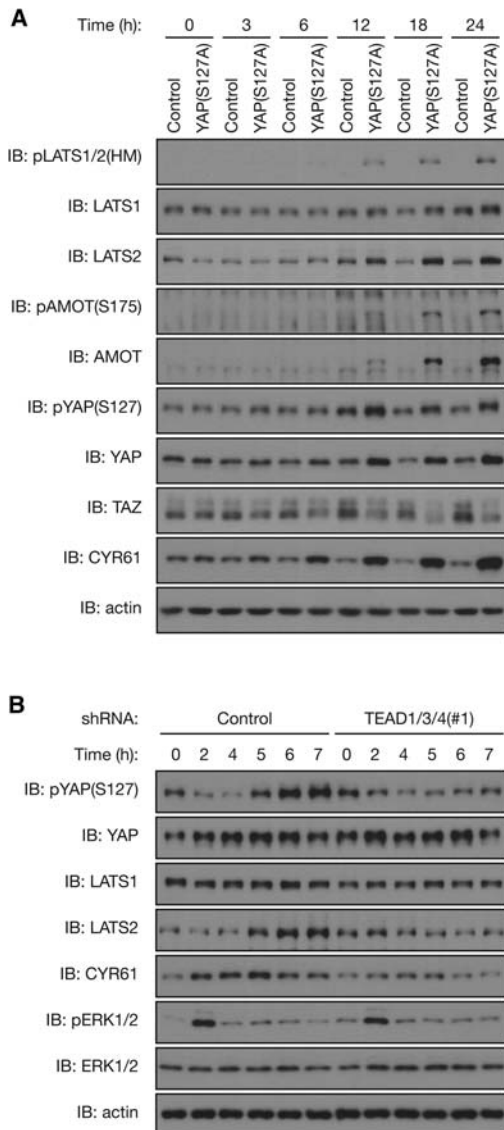 A
Time (h): 0 3 6 12 18 24
Control YAP(S127A) Control YAP(S127A) Control YAP(S127A) Control YAP(S127A) Control YAP(S127A) Control YAP(S127A)
IB: pLATS1/2(HM)
IB: LATS1
IB: LATS2
IB: pAMOT(S175)
IB: AMOT
IB: pYAP(S127)
IB: YAP
IB: TAZ
IB: CYR61
IB: actin
B
shRNA: Control TEAD1/3/4(#1)
Time (h): 0 2 4 5 6 7 0 2 4 5 6 7
IB: pYAP(S127)
IB: YAP
IB: LATS1
IB: LATS2
IB: CYR61
IB: pERK1/2
IB: ERK1/2
IB: actin